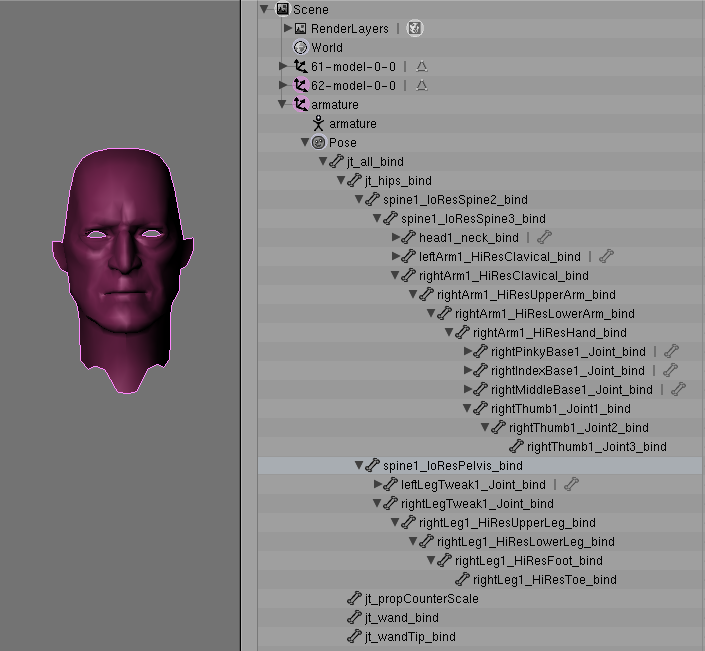 Scene
RenderLayers |
World
61-model-0-0 |
62-model-0-0 |
armature
armature
Pose
jt_all_bind
jt_hips_bind
spine1_loResSpine2_bind
spine1_loResSpine3_bind
head1_neck_bind |
leftArm1_HiResClavical_bind |
rightArm1_HiResClavical_bind
rightArm1_HiResUpperArm_bind
rightArm1_HiResLowerArm_bind
rightArm1_HiResHand_bind
rightPinkyBase1_Joint_bind |
rightIndexBase1_Joint_bind |
rightMiddleBase1_Joint_bind |
rightThumb1_Joint1_bind
rightThumb1_Joint2_bind
rightThumb1_Joint3_bind
spine1_loResPelvis_bind
leftLegTweak1_Joint_bind |
rightLegTweak1_Joint_bind
rightLeg1_HiResUpperLeg_bind
rightLeg1_HiResLowerLeg_bind
rightLeg1_HiResFoot_bind
rightLeg1_HiResToe_bind
jt_propCounterScale
jt_wand_bind
jt_wandTip_bind